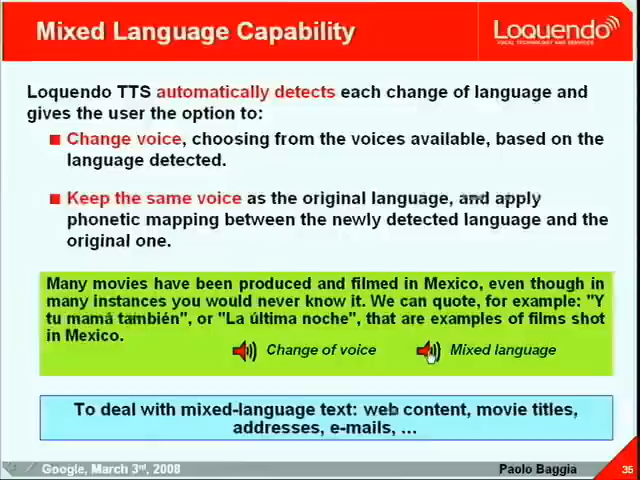 Mixed Language Capability
Loquendo
VOCAL TECHNOLOGY AND SERVICES
Loquendo TTS automatically detects each change of language and
gives the user the option to:
Change voice, choosing from the voices available, based on the
language detected.
Keep the same voice as the original language, and apply
phonetic mapping between the newly detected language and the
original one.
Many movies have been produced and filmed in Mexico, even though in
many instances you would never know it. We can quote, for example: "Y
tu mamá también", or "La última noche", that are examples of films shot
in Mexico.
Change of voice
Mixed language
To deal with mixed-language text: web content, movie titles,
addresses, e-mails, …
Google, March 3rd, 2008
Paolo Baggia
35